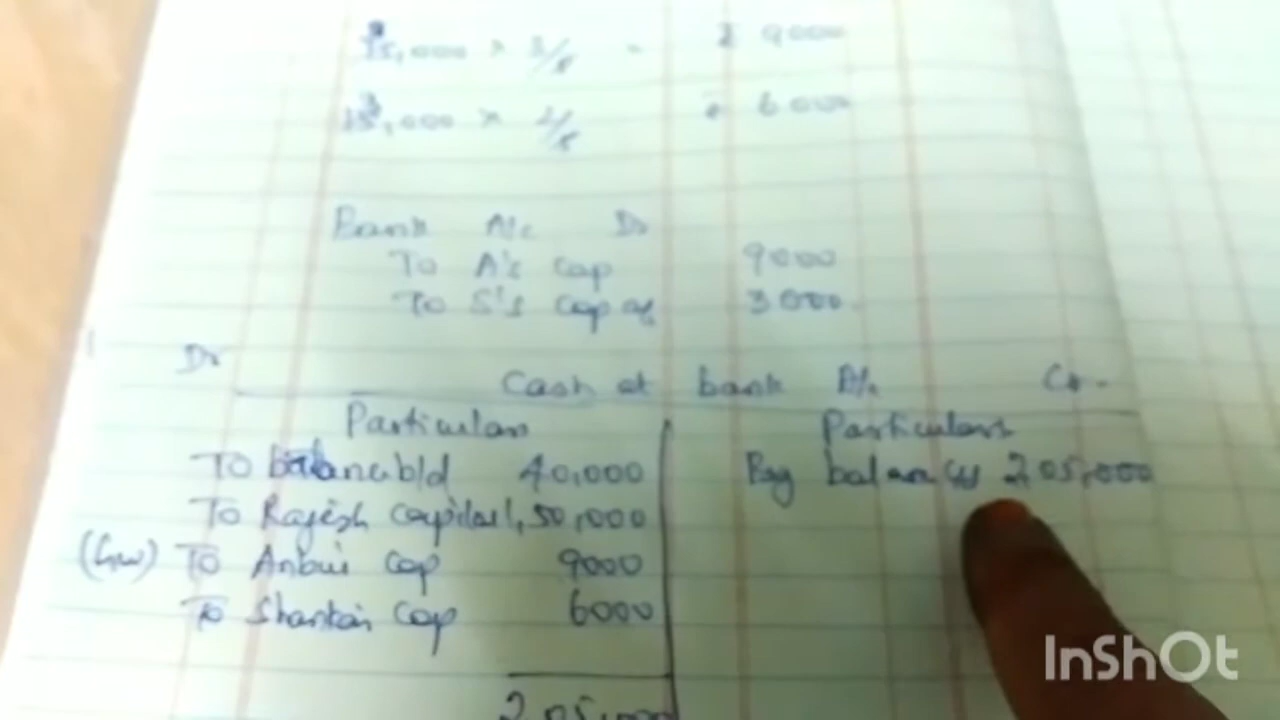 15,000 × 3/5 = ₹ 9000
15,000 × 2/5 = 6000
Bank A/c Dr
To A's cap 9000
To S's cap a/c 3000
Dr Cash at bank A/c Cr.
Particulars Particulars
To balance b/d 40,000 By balance c/d 2,05,000
To Rajesh capital 1,50,000
(Gw) To Anbu's cap 9000
To Shankar cap 6000
2,05,000
InShOt